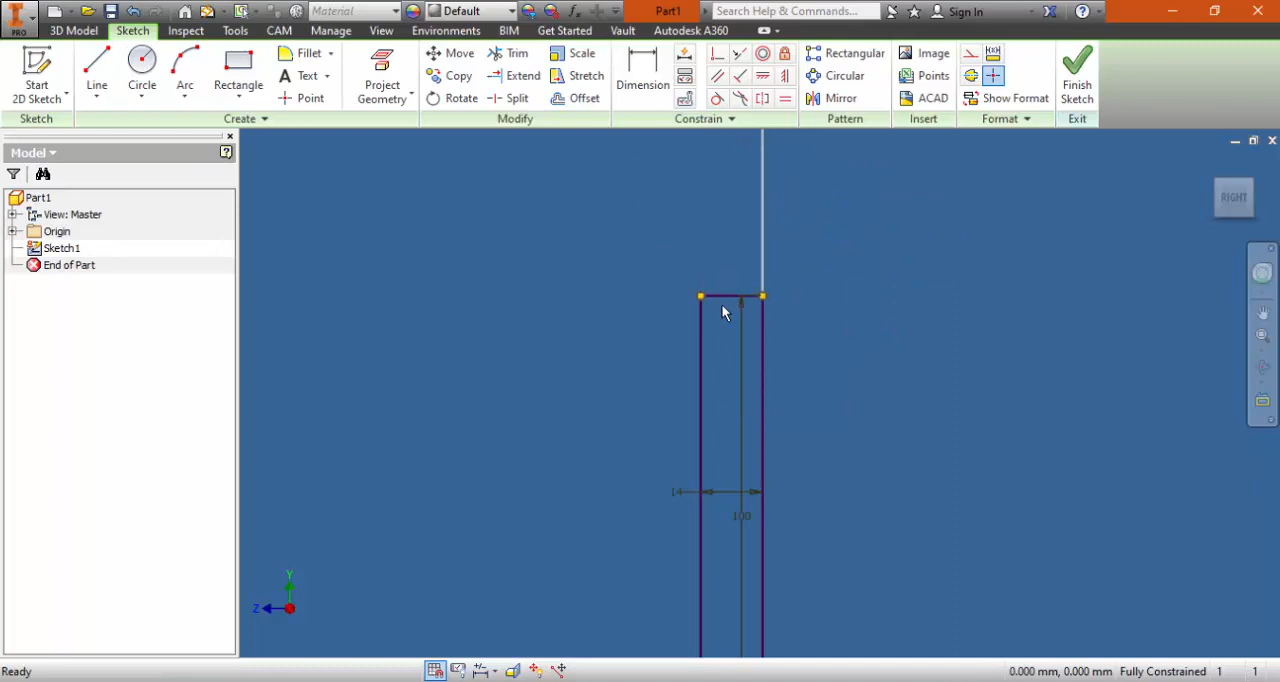 PRO
Material
Default
Part1
Search Help & Commands...
Sign In
3D Model Sketch Inspect Tools CAM Manage View Environments BIM Get Started Vault Autodesk A360
Start
2D Sketch
Line
Circle
Arc
Rectangle
Fillet
Text
Point
Project
Geometry
Move
Copy
Rotate
Trim
Extend
Split
Scale
Stretch
Offset
Dimension
Rectangular
Circular
Mirror
Image
Points
ACAD
Show Format
Finish
Sketch
Sketch Create Modify Constrain Pattern Insert Format Exit
Model
Part1
View: Master
Origin
Sketch1
End of Part
RIGHT
14
100
Y
Z
Ready
0.000 mm, 0.000 mm Fully Constrained 1 1